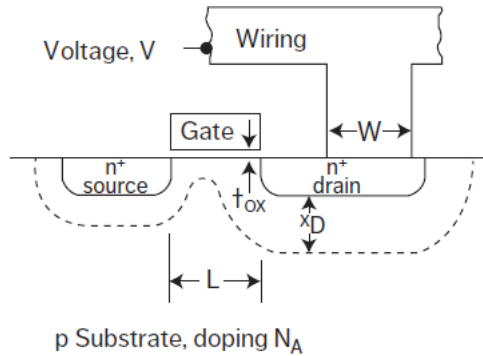 Wiring
Voltage, V
Gate
W
n+
source
tox
n+
drain
xD
L
p Substrate, doping NA